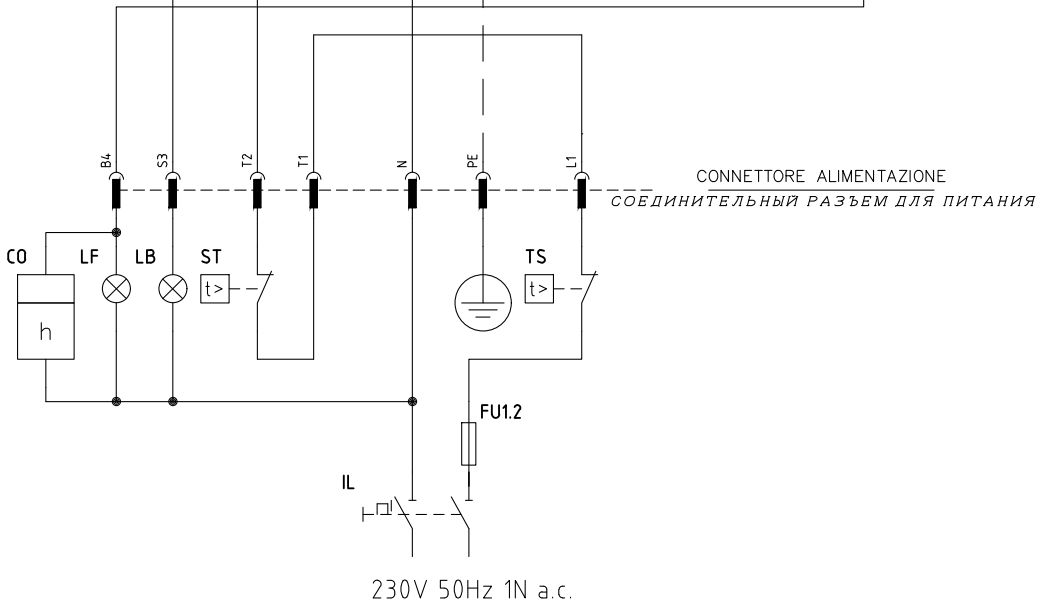 B4 S3 T2 T1 N PE L1
CONNETTORE ALIMENTAZIONE
СОЕДИНИТЕЛЬНЫЙ РАЗЪЕМ ДЛЯ ПИТАНИЯ
CO LF LB ST TS
t> t>
h
FU1.2
IL
230V 50Hz 1N a.c.